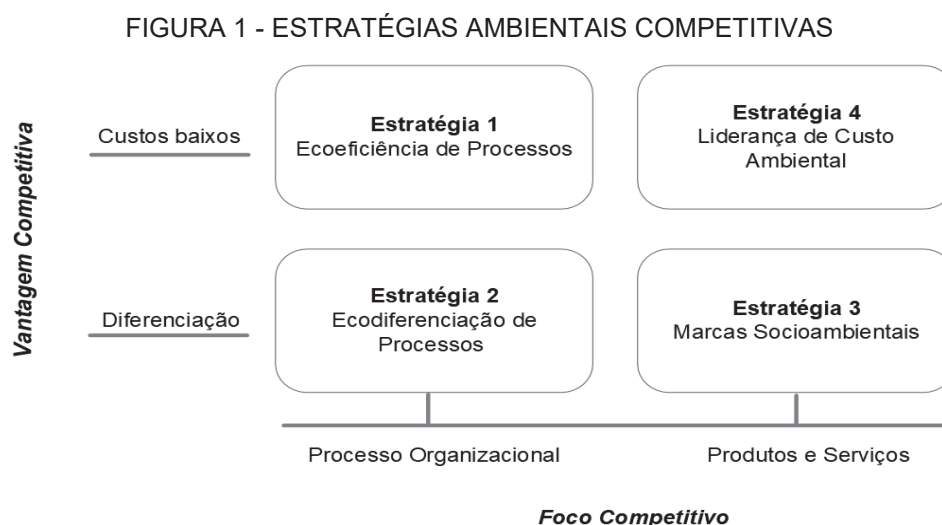 FIGURA 1 - ESTRATÉGIAS AMBIENTAIS COMPETITIVAS
Vantagem Competitiva
Custos baixos
Estratégia 1
Ecoeficiência de Processos
Estratégia 4
Liderança de Custo
Ambiental
Diferenciação
Estratégia 2
Ecodiferenciação de
Processos
Estratégia 3
Marcas Socioambientais
Processo Organizacional
Produtos e Serviços
Foco Competitivo